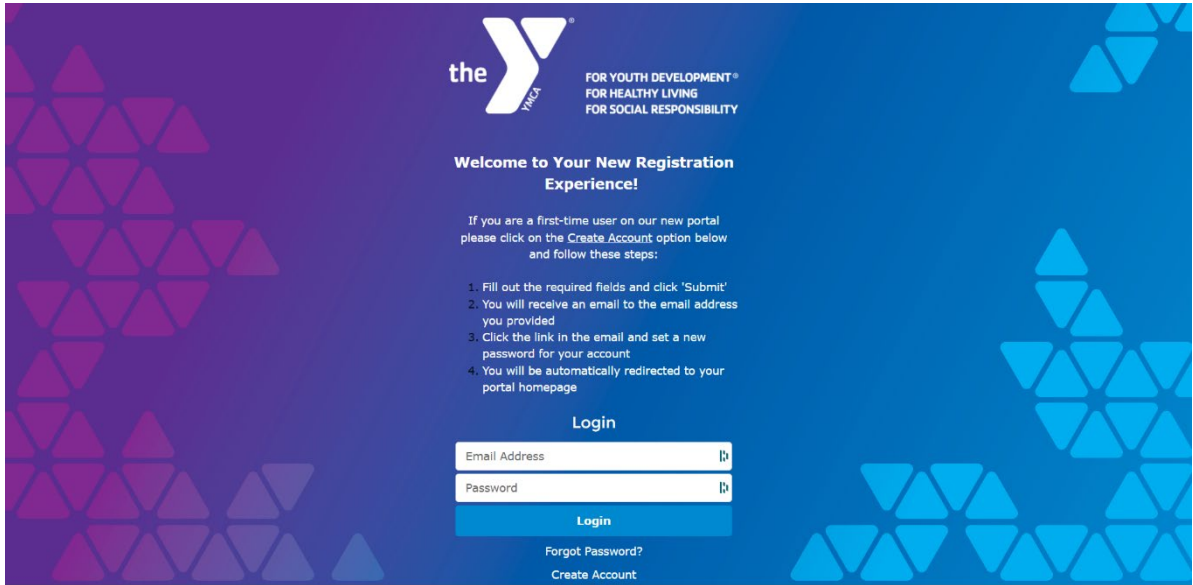 the
YMCA
®
FOR YOUTH DEVELOPMENT®
FOR HEALTHY LIVING
FOR SOCIAL RESPONSIBILITY
Welcome to Your New Registration
Experience!
If you are a first-time user on our new portal
please click on the Create Account option below
and follow these steps:
1. Fill out the required fields and click 'Submit'
2. You will receive an email to the email address
you provided
3. Click the link in the email and set a new
password for your account
4. You will be automatically redirected to your
portal homepage
Login
Email Address
Password
Login
Forgot Password?
Create Account